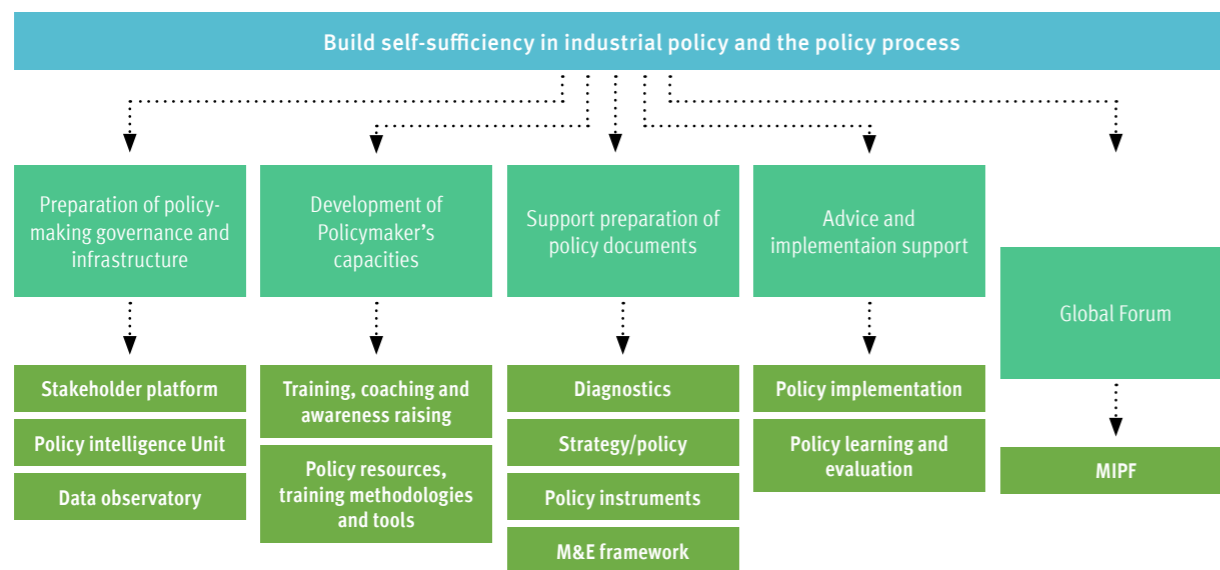 Build self-sufficiency in industrial policy and the policy process
Preparation of policy-
making governance and
infrastructure
Development of
Policymaker's
capacities
Support preparation of
policy documents
Advice and
implementaion support
Global Forum
Stakeholder platform
Policy intelligence Unit
Data observatory
Training, coaching and
awareness raising
Policy resources,
training methodologies
and tools
Diagnostics
Strategy/policy
Policy instruments
M&E framework
Policy implementation
Policy learning and
evaluation
MIPF